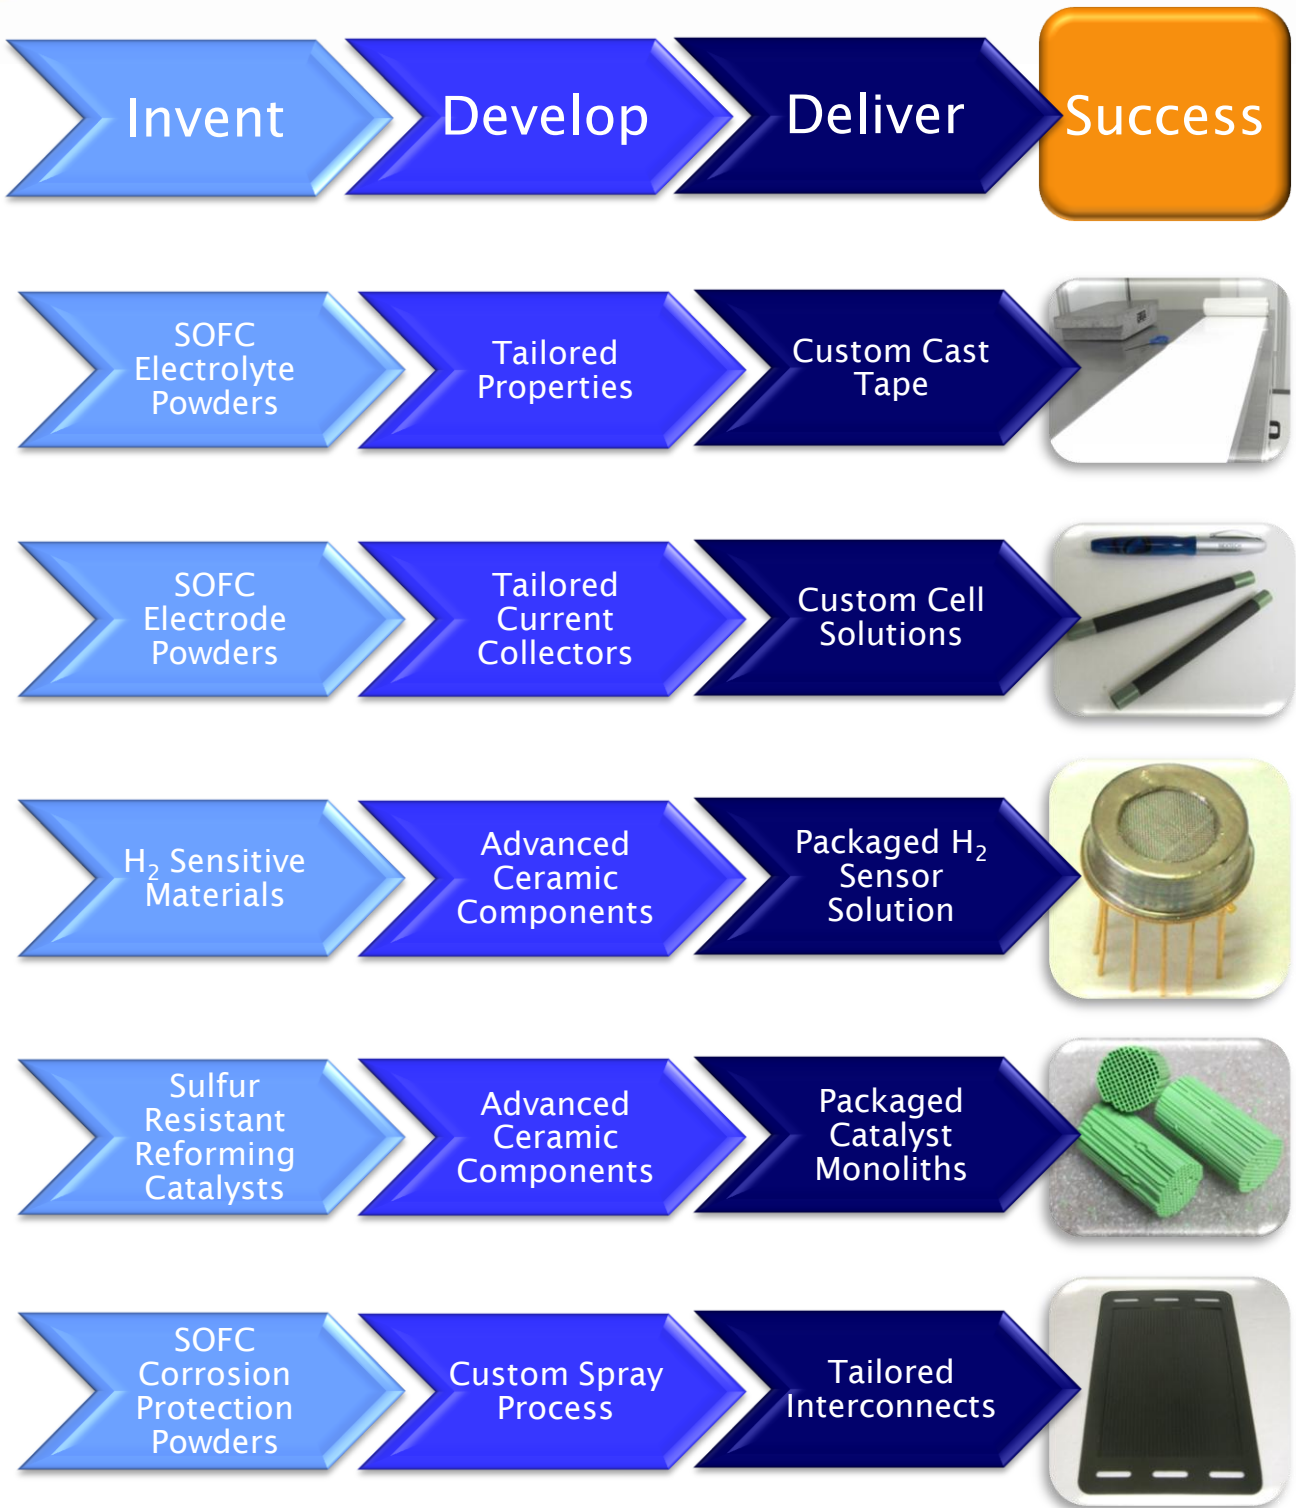 Invent
Develop
Deliver
Success
SOFC
Electrolyte
Powders
Tailored
Properties
Custom Cast
Tape
SOFC
Electrode
Powders
Tailored
Current
Collectors
Custom Cell
Solutions
H₂ Sensitive
Materials
Advanced
Ceramic
Components
Packaged H₂
Sensor
Solution
Sulfur
Resistant
Reforming
Catalysts
Advanced
Ceramic
Components
Packaged
Catalyst
Monoliths
SOFC
Corrosion
Protection
Powders
Custom Spray
Process
Tailored
Interconnects